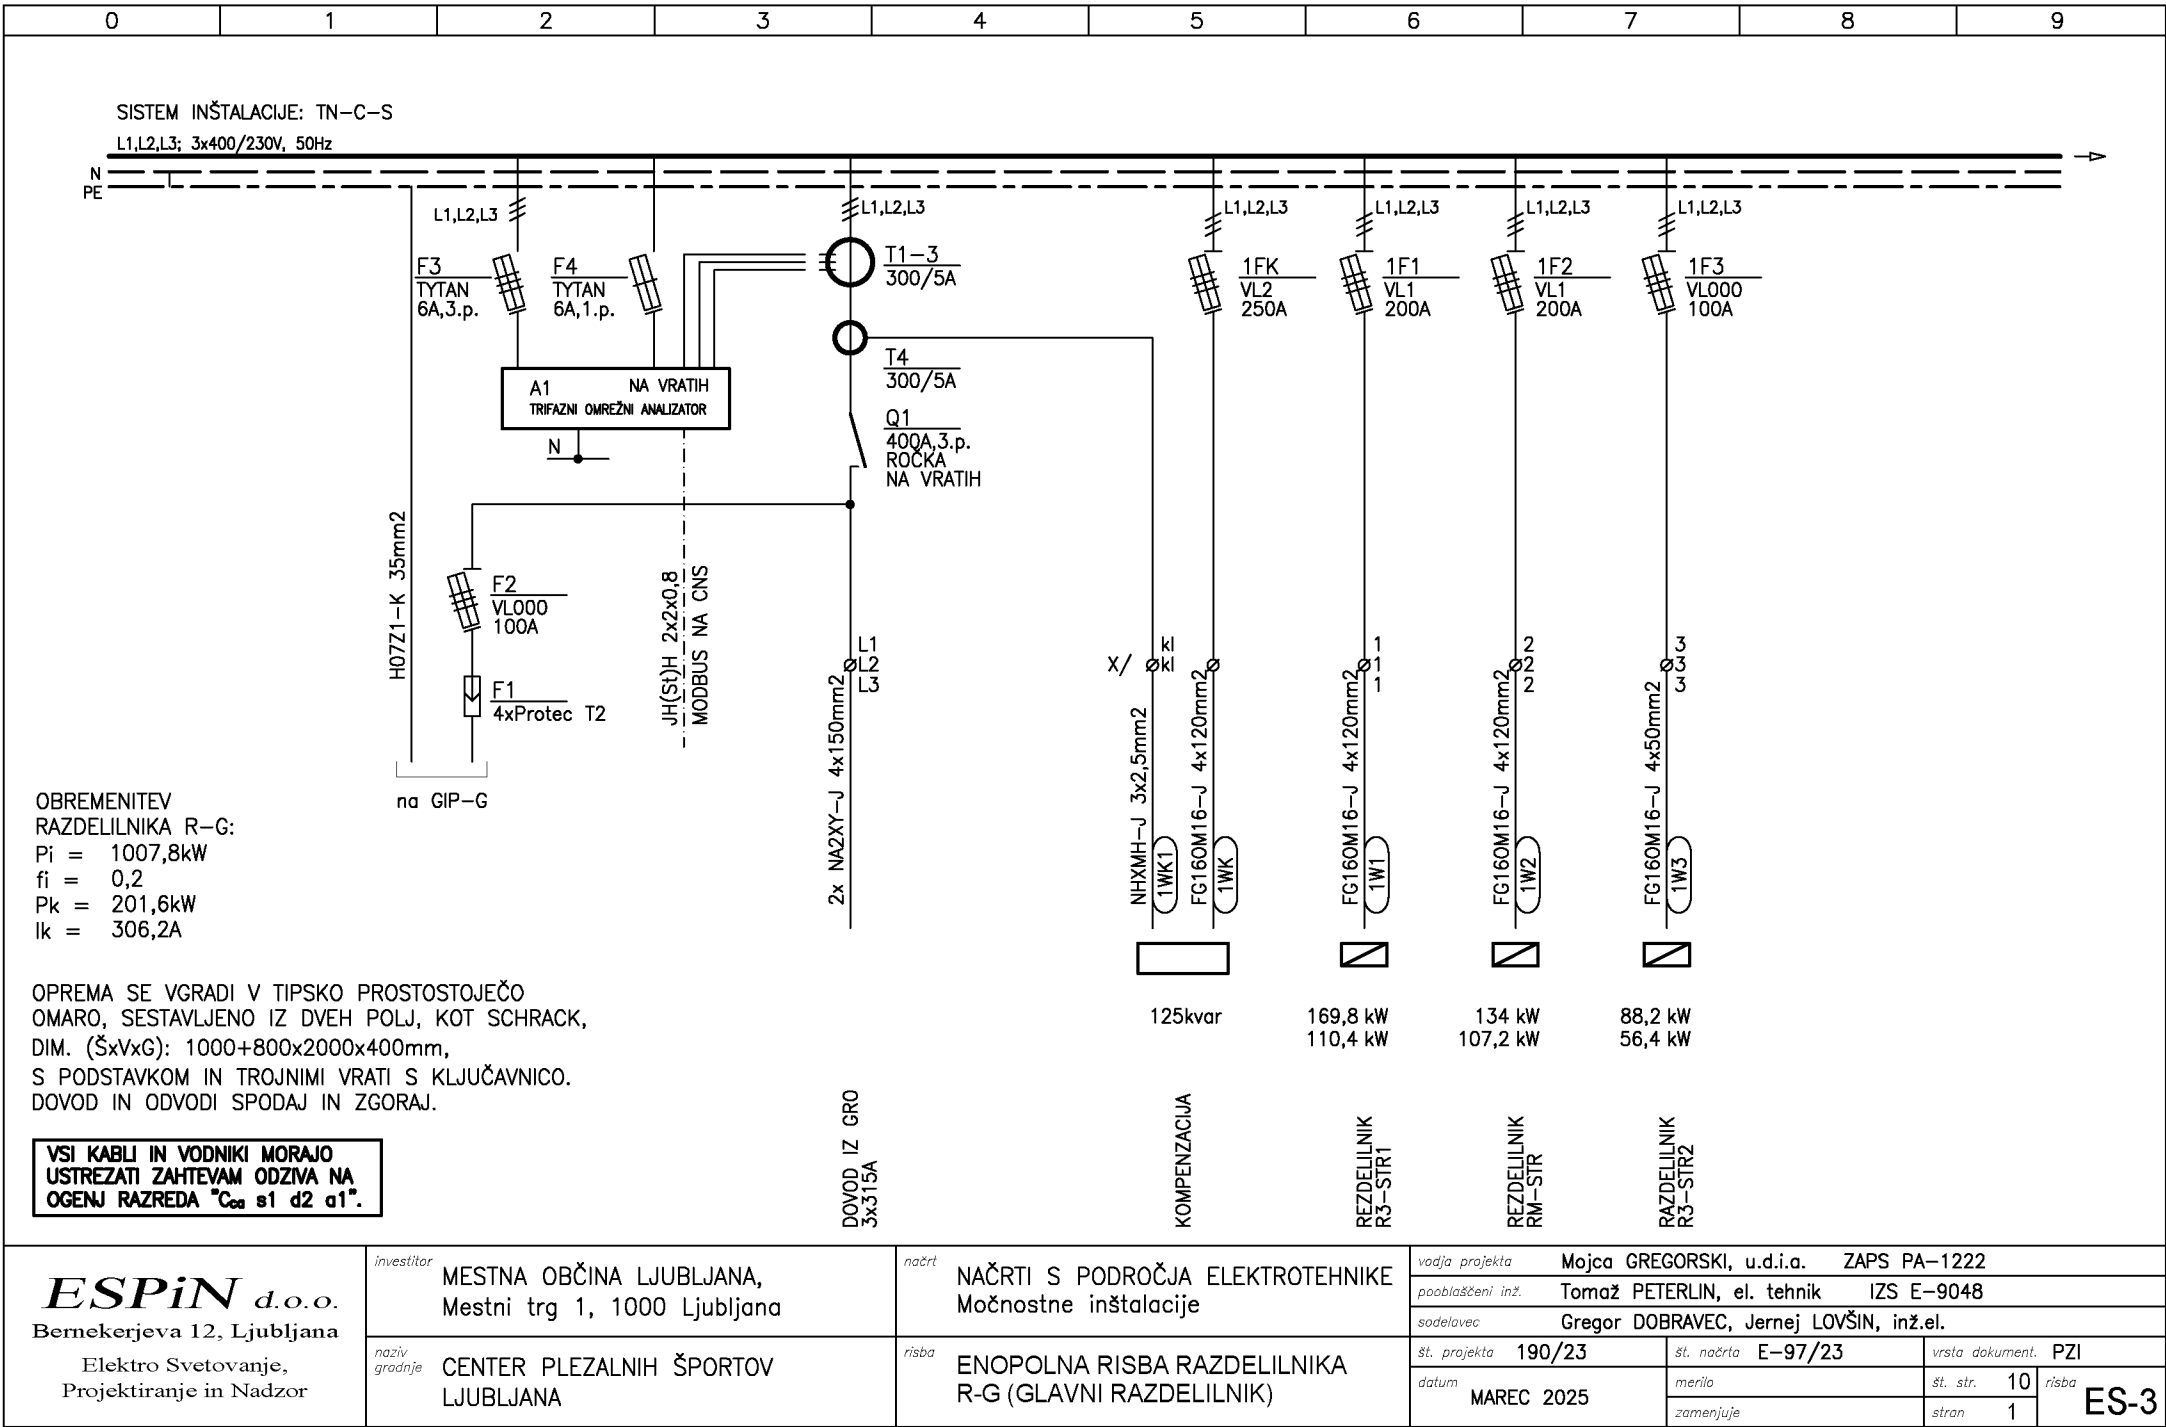 0 1 2 3 4 5 6 7 8 9
SISTEM INŠTALACIJE: TN-C-S
L1,L2,L3; 3x400/230V, 50Hz
N
PE
L1,L2,L3
L1,L2,L3
L1,L2,L3
L1,L2,L3
L1,L2,L3
L1,L2,L3
F3
TYTAN
6A,3.p.
F4
TYTAN
6A,1.p.
T1-3
300/5A
1FK
VL2
250A
1F1
VL1
200A
1F2
VL1
200A
1F3
VL000
100A
T4
300/5A
A1 NA VRATIH
TRIFAZNI OMREŽNI ANALIZATOR
N
Q1
400A,3.p.
ROČKA
NA VRATIH
H07Z1-K 35mm2
F2
VL000
100A
F1
4xProtec T2
JH(St)H 2x2x0,8
MODBUS NA CNS
L1
L2
L3
2x NA2XY-J 4x150mm2
X/
kl
kl
NHXMH-J 3x2,5mm2
1WK1
FG16OM16-J 4x120mm2
1WK
1
1
1
FG16OM16-J 4x120mm2
1W1
2
2
2
FG16OM16-J 4x120mm2
1W2
3
3
3
FG16OM16-J 4x50mm2
1W3
na GIP-G
OBREMENITEV
RAZDELILNIKA R-G:
Pi = 1007,8kW
fi = 0,2
Pk = 201,6kW
Ik = 306,2A
OPREMA SE VGRADI V TIPSKO PROSTOSTOJEČO
OMARO, SESTAVLJENO IZ DVEH POLJ, KOT SCHRACK,
DIM. (ŠxVxG): 1000+800x2000x400mm,
S PODSTAVKOM IN TROJNIMI VRATI S KLJUČAVNICO.
DOVOD IN ODVODI SPODAJ IN ZGORAJ.
VSI KABLI IN VODNIKI MORAJO
USTREZATI ZAHTEVAM ODZIVA NA
OGENJ RAZREDA "Cca s1 d2 a1".
125kvar
169,8 kW
110,4 kW
134 kW
107,2 kW
88,2 kW
56,4 kW
DOVOD IZ GRO
3x315A
KOMPENZACIJA
REZDELILNIK
R3-STR1
REZDELILNIK
RM-STR
RAZDELILNIK
R3-STR2
ESPiN d.o.o.
Bernekerjeva 12, Ljubljana
Elektro Svetovanje,
Projektiranje in Nadzor
investitor
MESTNA OBČINA LJUBLJANA,
Mestni trg 1, 1000 Ljubljana
naziv
gradnje
CENTER PLEZALNIH ŠPORTOV
LJUBLJANA
načrt
NAČRTI S PODROČJA ELEKTROTEHNIKE
Močnostne inštalacije
risba
ENOPOLNA RISBA RAZDELILNIKA
R-G (GLAVNI RAZDELILNIK)
vodja projekta Mojca GREGORSKI, u.d.i.a. ZAPS PA-1222
pooblaščeni inž. Tomaž PETERLIN, el. tehnik IZS E-9048
sodelavec Gregor DOBRAVEC, Jernej LOVŠIN, inž.el.
št. projekta 190/23
št. načrta E-97/23
vrsta dokument. PZI
datum MAREC 2025
merilo
zamenjuje
št. str. 10
stran 1
risba ES-3